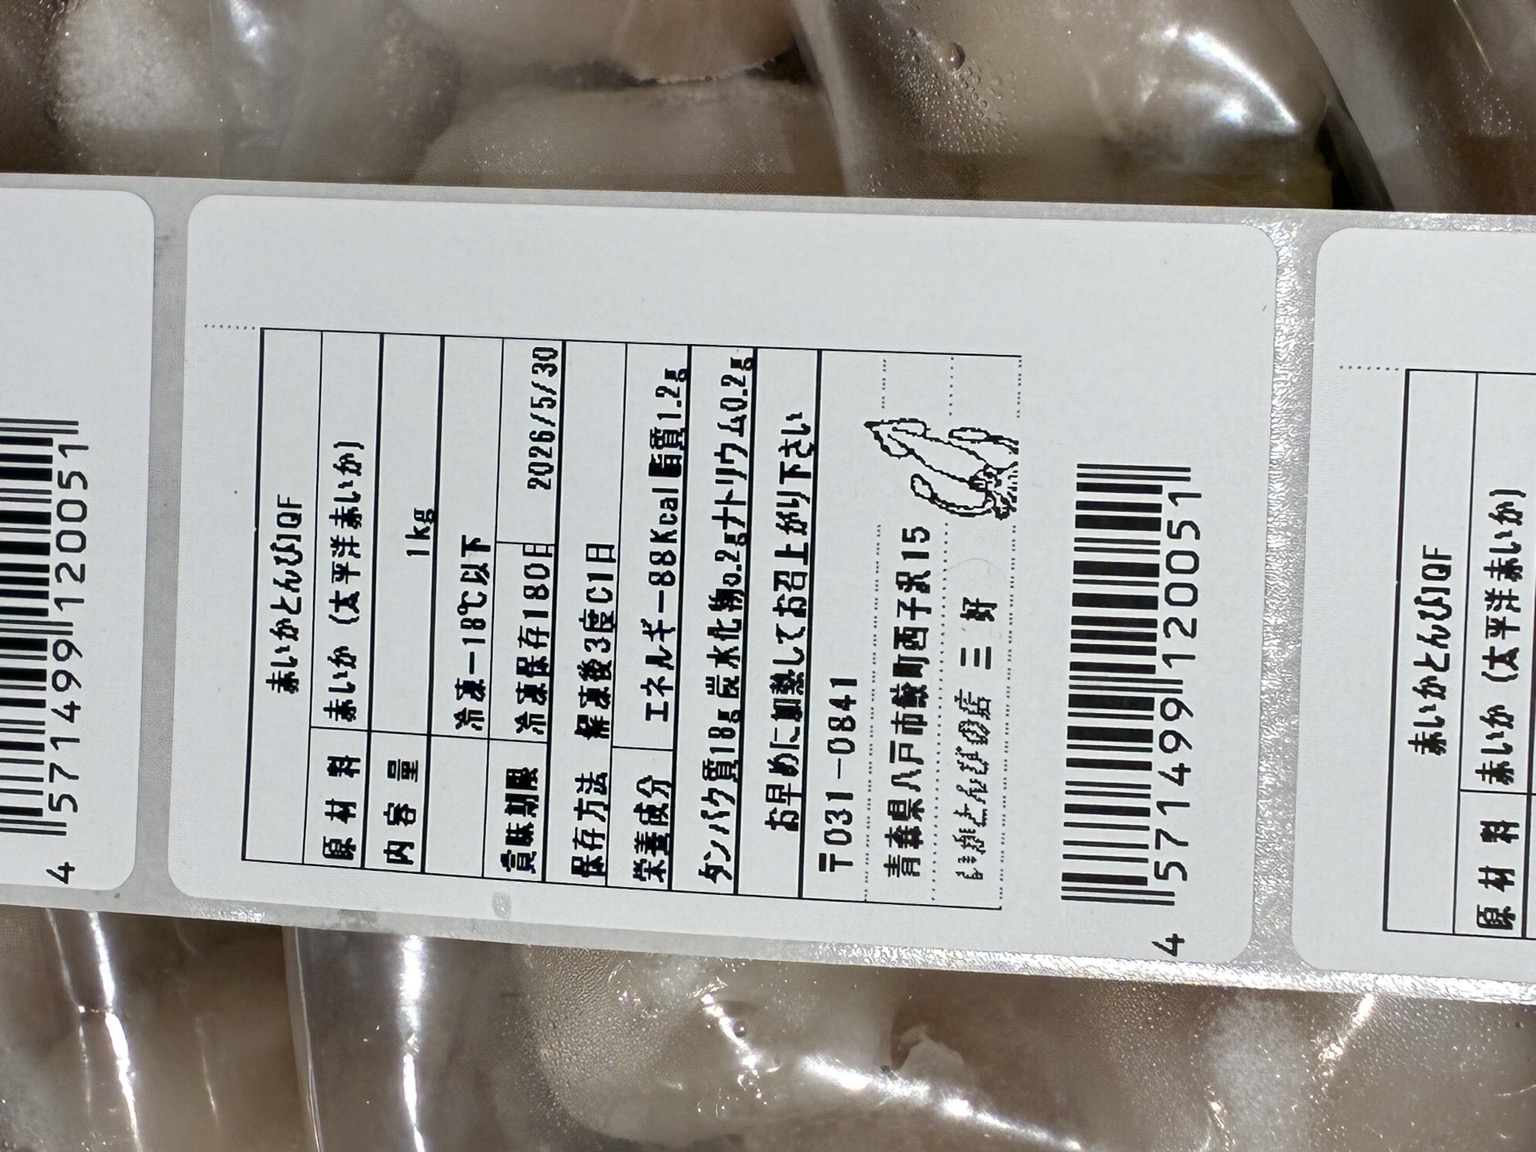 赤いかとんびIQF
原材料 赤いか (太平洋赤いか)
内容量 1kg
冷凍-18℃以下
賞味期限 冷凍保存180日 2026/5/30
保存方法 解凍後3度C1日
栄養成分 エネルギー88Kcal脂質1.2g
タンパク質18g炭水化物0.2gナトリウム0.2g
お早めに加熱してお召上がり下さい
〒031-0841
青森県八戸市鮫町西子沢15
三好
4571499120051
4571499120051
赤いかとんびIQF
原材料 赤いか (太平洋赤いか)